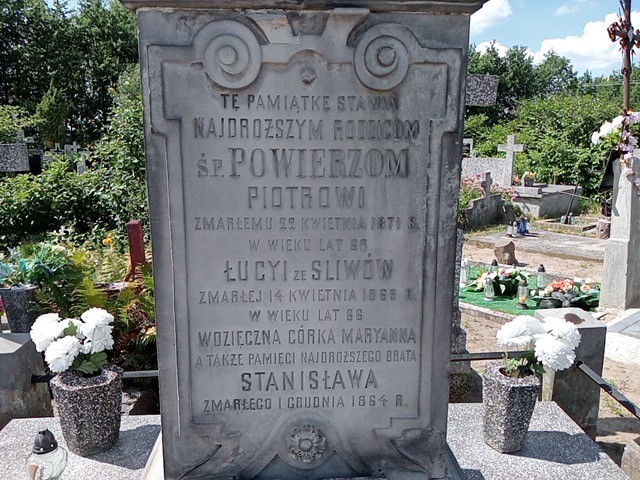 TĘ PAMIĄTKĘ STAWIA
NAJDROŻSZYM RODZICOM
ŚP. POWIERZOM
PIOTROWI
ZMARŁEMU 22 KWIETNIA 1871 R.
W WIEKU LAT 66
ŁUCYI ZE SLIWÓW
ZMARŁEJ 14 KWIETNIA 1868 R.
W WIEKU LAT 66
WDZIĘCZNA CÓRKA MARYANNA
A TAKŻE PAMIĘCI NAJDROŻSZEGO BRATA
STANISŁAWA
ZMARŁEGO 1 GRUDNIA 1864 R.